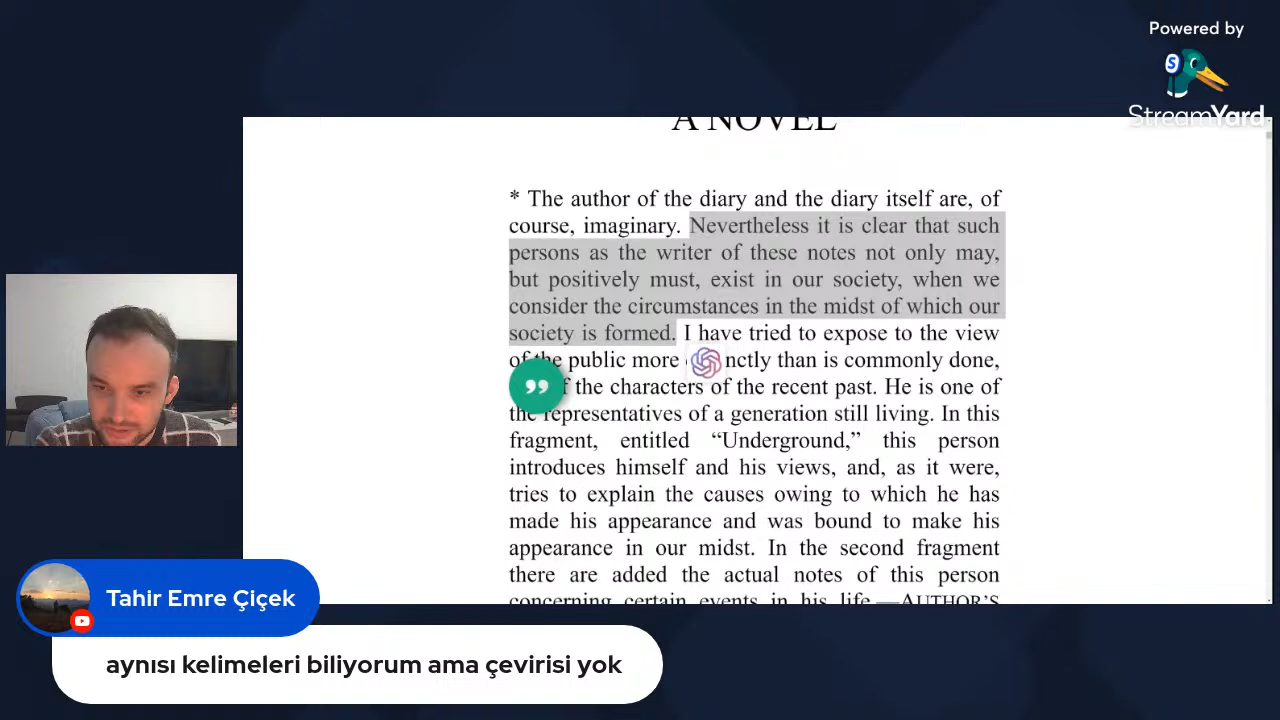 Powered by
StreamYard
A NOVEL
* The author of the diary and the diary itself are, of
course, imaginary. Nevertheless it is clear that such
persons as the writer of these notes not only may,
but positively must, exist in our society, when we
consider the circumstances in the midst of which our
society is formed. I have tried to expose to the view
of the public more nctly than is commonly done,
f the characters of the recent past. He is one of
the representatives of a generation still living. In this
fragment, entitled “Underground,” this person
introduces himself and his views, and, as it were,
tries to explain the causes owing to which he has
made his appearance and was bound to make his
appearance in our midst. In the second fragment
there are added the actual notes of this person
concerning certain events in his life.—AUTHOR’S
Tahir Emre Çiçek
aynısı kelimeleri biliyorum ama çevirisi yok